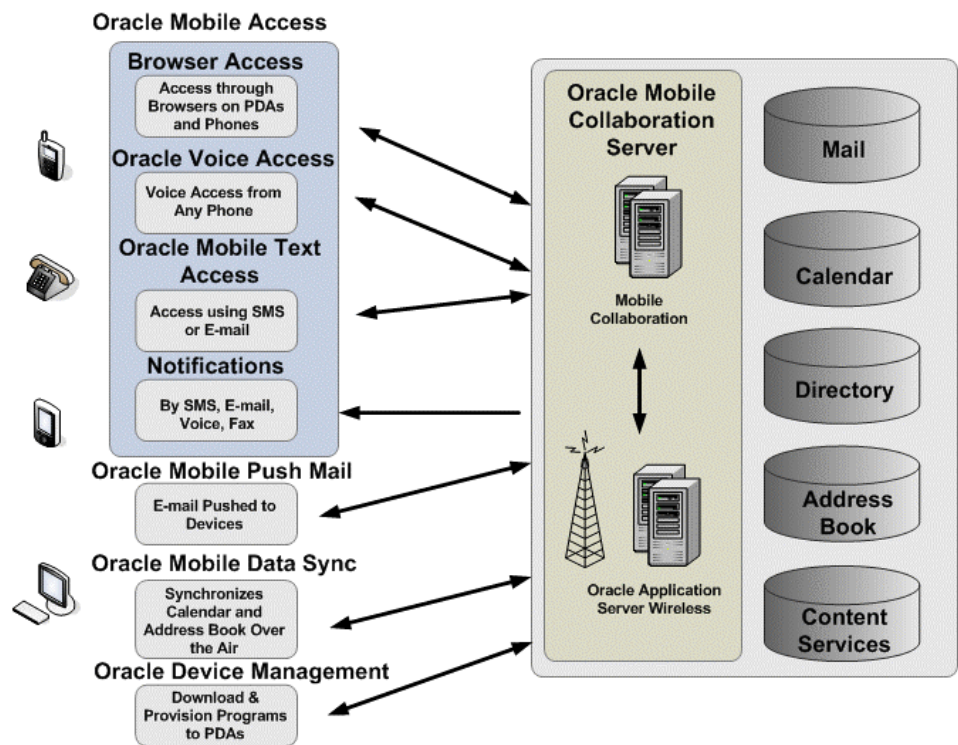 Oracle Mobile Access
Browser Access
Access through
Browsers on PDAs
and Phones
Oracle Voice Access
Voice Access from
Any Phone
Oracle Mobile Text
Access
Access using SMS
or E-mail
Notifications
By SMS, E-mail,
Voice, Fax
Oracle Mobile Push Mail
E-mail Pushed to
Devices
Oracle Mobile Data Sync
Synchronizes
Calendar and
Address Book Over
the Air
Oracle Device Management
Download &
Provision Programs
to PDAs
Oracle Mobile
Collaboration
Server
Mobile
Collaboration
Oracle Application
Server Wireless
Mail
Calendar
Directory
Address
Book
Content
Services